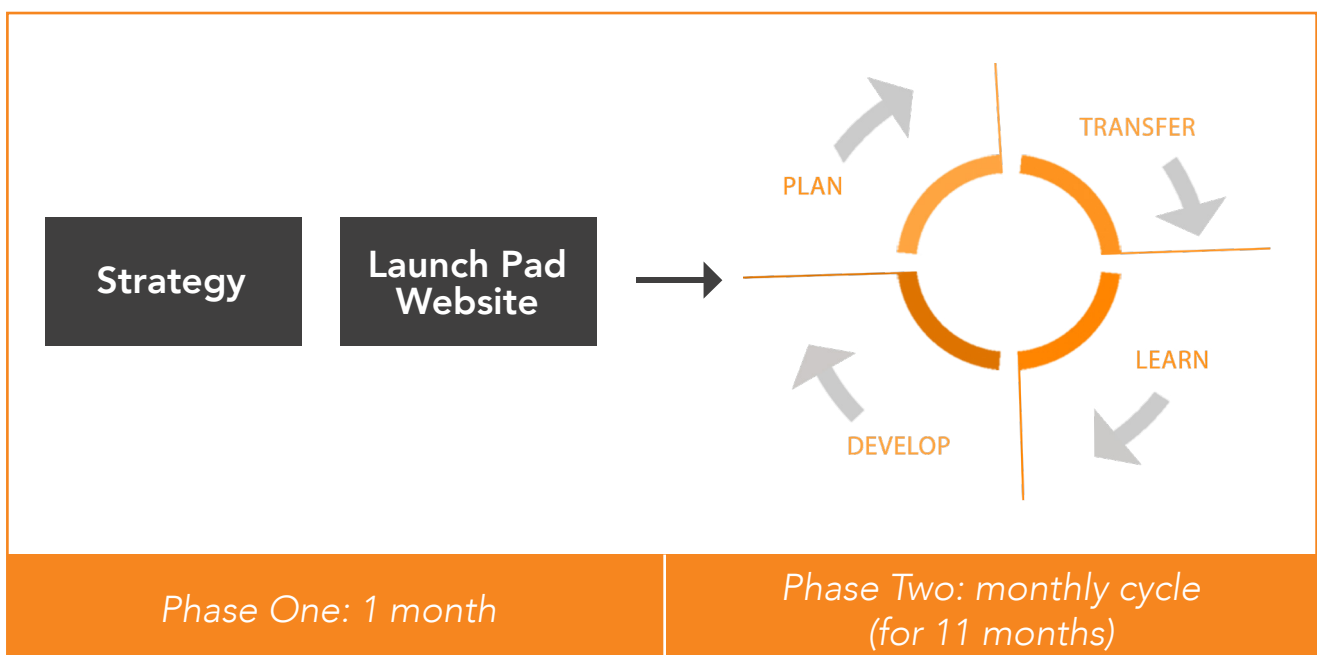 Strategy
Launch Pad
Website
PLAN
TRANSFER
LEARN
DEVELOP
Phase One: 1 month
Phase Two: monthly cycle
(for 11 months)